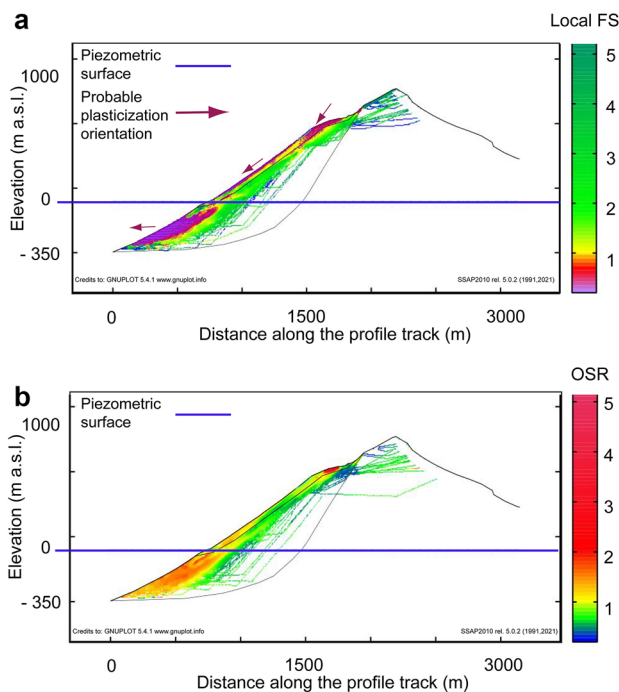 a
Local FS
Piezometric
surface
Probable
plasticization
orientation
Elevation (m a.s.l.)
1000
0
- 350
5
4
3
2
1
Credits to: GNUPLOT 5.4.1 www.gnuplot.info
SSAP2010 rel. 5.0.2 (1991,2021)
0
1500
3000
Distance along the profile track (m)
b
OSR
Piezometric
surface
Elevation (m a.s.l.)
1000
0
- 350
5
4
3
2
1
Credits to: GNUPLOT 5.4.1 www.gnuplot.info
SSAP2010 rel. 5.0.2 (1991,2021)
0
1500
3000
Distance along the profile track (m)